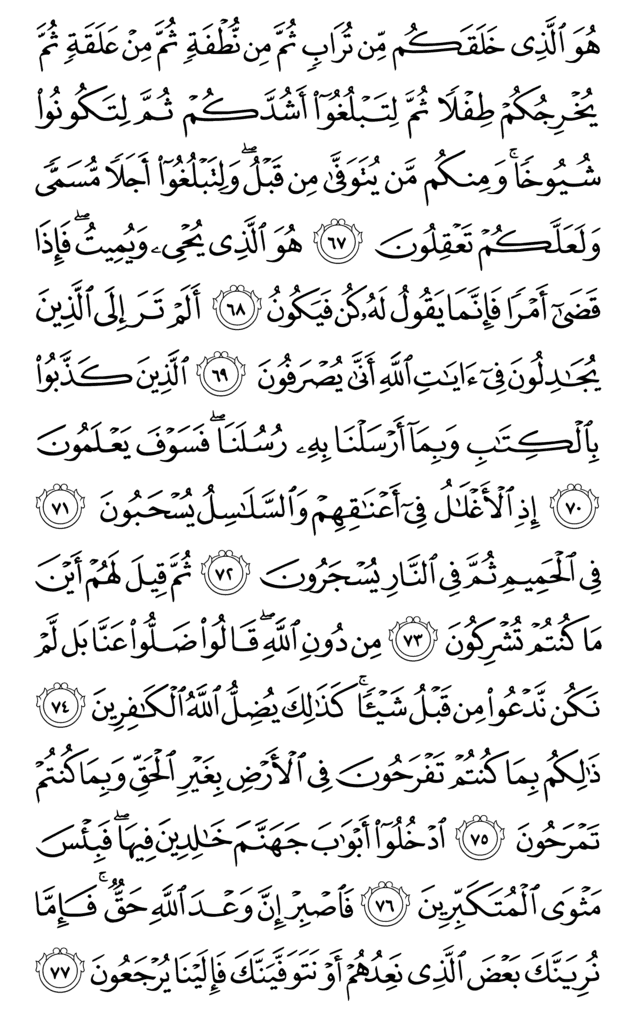 هُوَ ٱلَّذِى خَلَقَكُم مِّن تُرَابٍ ثُمَّ مِن نُّطْفَةٍ ثُمَّ مِنْ عَلَقَةٍ ثُمَّ
يُخْرِجُكُمْ طِفْلًا ثُمَّ لِتَبْلُغُوٓا۟ أَشُدَّكُمْ ثُمَّ لِتَكُونُوا۟
شُيُوخًا ۚ وَمِنكُم مَّن يُتَوَفَّىٰ مِن قَبْلُ ۖ وَلِتَبْلُغُوٓا۟ أَجَلًا مُّسَمًّى
وَلَعَلَّكُمْ تَعْقِلُونَ ٦٧ هُوَ ٱلَّذِى يُحْىِۦ وَيُمِيتُ ۖ فَإِذَا
قَضَىٰٓ أَمْرًا فَإِنَّمَا يَقُولُ لَهُۥ كُن فَيَكُونُ ٦٨ أَلَمْ تَرَ إِلَى ٱلَّذِينَ
يُجَـٰدِلُونَ فِىٓ ءَايَـٰتِ ٱللَّهِ أَنَّىٰ يُصْرَفُونَ ٦٩ ٱلَّذِينَ كَذَّبُوا۟
بِٱلْكِتَـٰبِ وَبِمَآ أَرْسَلْنَا بِهِۦ رُسُلَنَا ۖ فَسَوْفَ يَعْلَمُونَ
٧٠ إِذِ ٱلْأَغْلَـٰلُ فِىٓ أَعْنَـٰقِهِمْ وَٱلسَّلَـٰسِلُ يُسْحَبُونَ ٧١
فِى ٱلْحَمِيمِ ثُمَّ فِى ٱلنَّارِ يُسْجَرُونَ ٧٢ ثُمَّ قِيلَ لَهُمْ أَيْنَ
مَا كُنتُمْ تُشْرِكُونَ ٧٣ مِن دُونِ ٱللَّهِ ۖ قَالُوا۟ ضَلُّوا۟ عَنَّا بَل لَّمْ
نَكُن نَّدْعُوا۟ مِن قَبْلُ شَيْـًٔا ۚ كَذَٰلِكَ يُضِلُّ ٱللَّهُ ٱلْكَـٰفِرِينَ ٧٤
ذَٰلِكُم بِمَا كُنتُمْ تَفْرَحُونَ فِى ٱلْأَرْضِ بِغَيْرِ ٱلْحَقِّ وَبِمَا كُنتُمْ
تَمْرَحُونَ ٧٥ ٱدْخُلُوٓا۟ أَبْوَٰبَ جَهَنَّمَ خَـٰلِدِينَ فِيهَا ۖ فَبِئْسَ
مَثْوَى ٱلْمُتَكَبِّرِينَ ٧٦ فَٱصْبِرْ إِنَّ وَعْدَ ٱللَّهِ حَقٌّ ۚ فَإِمَّا
نُرِيَنَّكَ بَعْضَ ٱلَّذِى نَعِدُهُمْ أَوْ نَتَوَفَّيَنَّكَ فَإِلَيْنَا يُرْجَعُونَ ٧٧